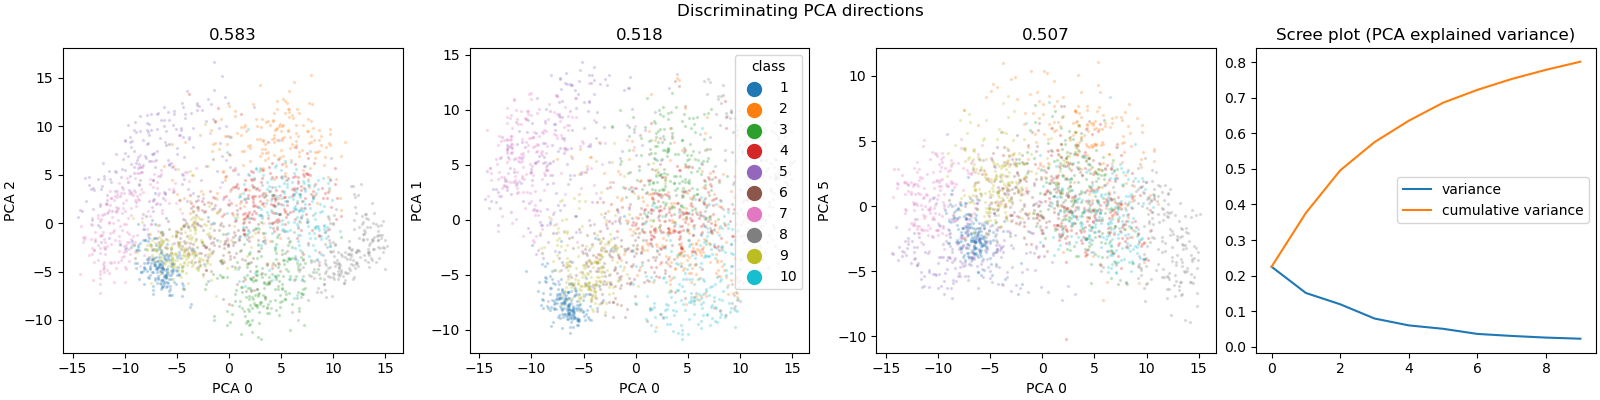 Discriminating PCA directions
0.583
PCA 2
15
10
5
0
−5
−10
−15 −10 −5 0 5 10 15
PCA 0
0.518
PCA 1
15
10
5
0
−5
−10
−15 −10 −5 0 5 10 15
PCA 0
class
1
2
3
4
5
6
7
8
9
10
0.507
PCA 5
10
5
0
−5
−10
−15 −10 −5 0 5 10 15
PCA 0
Scree plot (PCA explained variance)
0.8
0.7
0.6
0.5
0.4
0.3
0.2
0.1
0.0
0 2 4 6 8
variance
cumulative variance